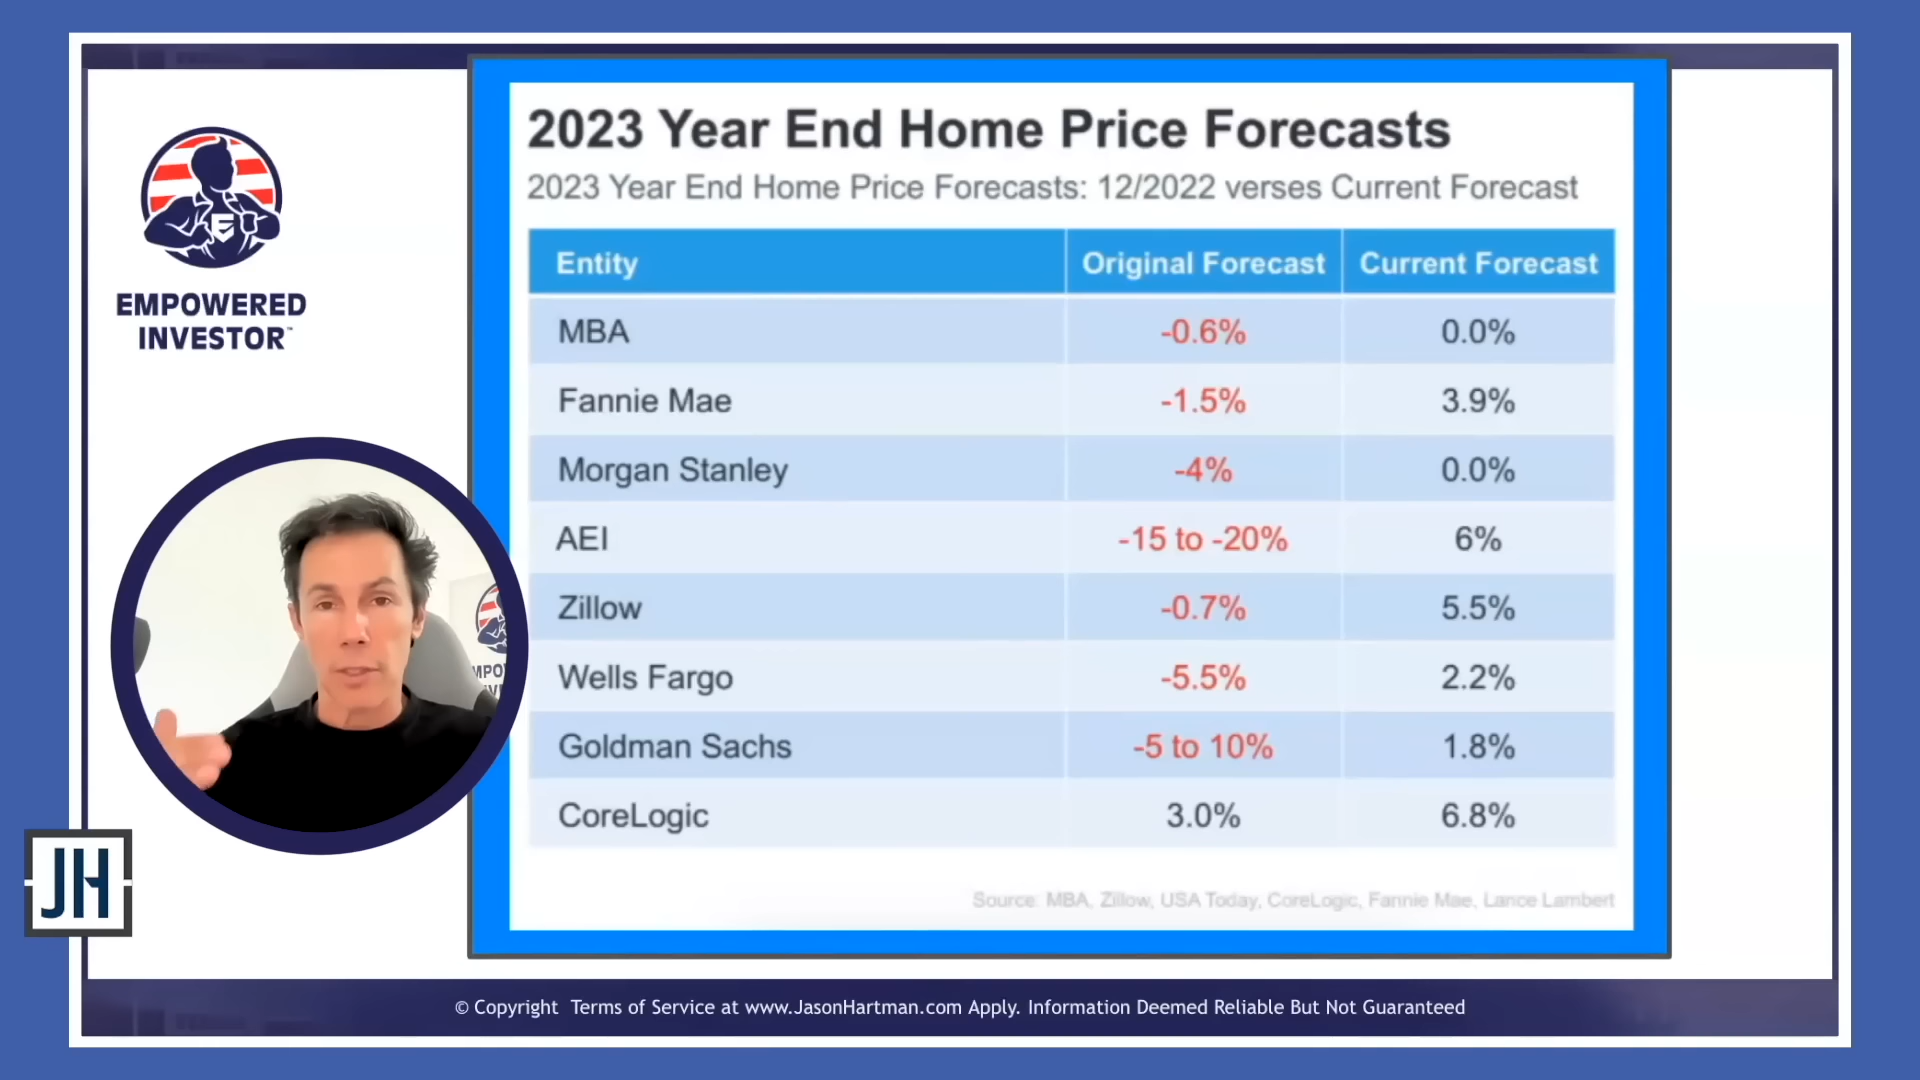 2023 Year End Home Price Forecasts
2023 Year End Home Price Forecasts: 12/2022 verses Current Forecast
Entity Original Forecast Current Forecast
MBA -0.6% 0.0%
Fannie Mae -1.5% 3.9%
Morgan Stanley -4% 0.0%
AEI -15 to -20% 6%
Zillow -0.7% 5.5%
Wells Fargo -5.5% 2.2%
Goldman Sachs -5 to 10% 1.8%
CoreLogic 3.0% 6.8%
Source: MBA, Zillow, USA Today, CoreLogic, Fannie Mae, Lance Lambert
EMPOWERED
INVESTOR™
JH
© Copyright Terms of Service at www.JasonHartman.com Apply. Information Deemed Reliable But Not Guaranteed